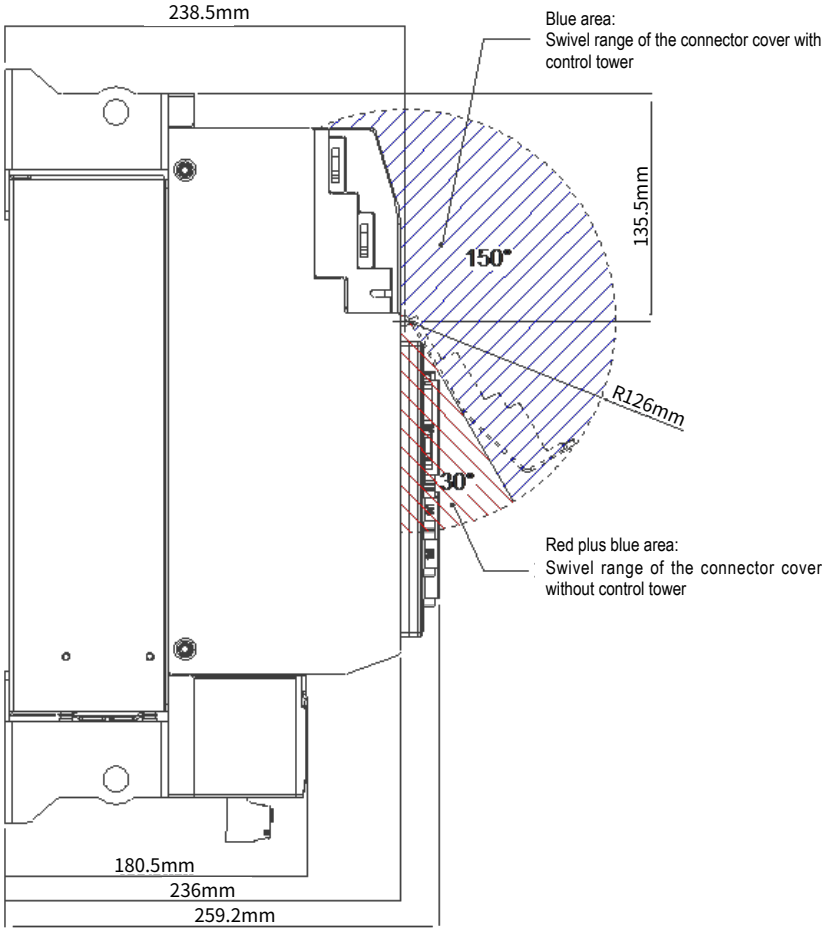 238.5mm
Blue area:
Swivel range of the connector cover with
control tower
135.5mm
150°
R126mm
30°
Red plus blue area:
Swivel range of the connector cover
without control tower
180.5mm
236mm
259.2mm